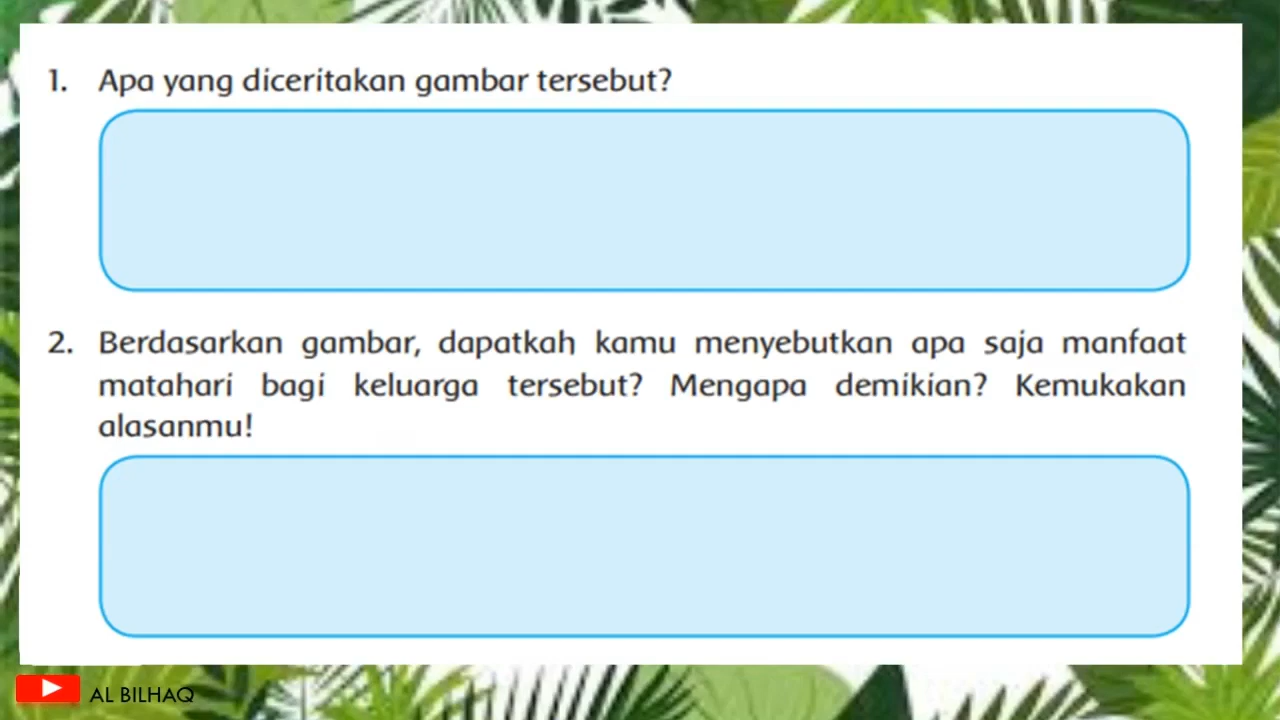 1. Apa yang diceritakan gambar tersebut?
2. Berdasarkan gambar, dapatkah kamu menyebutkan apa saja manfaat
matahari bagi keluarga tersebut? Mengapa demikian? Kemukakan
alasanmu!
AL BILHAQ